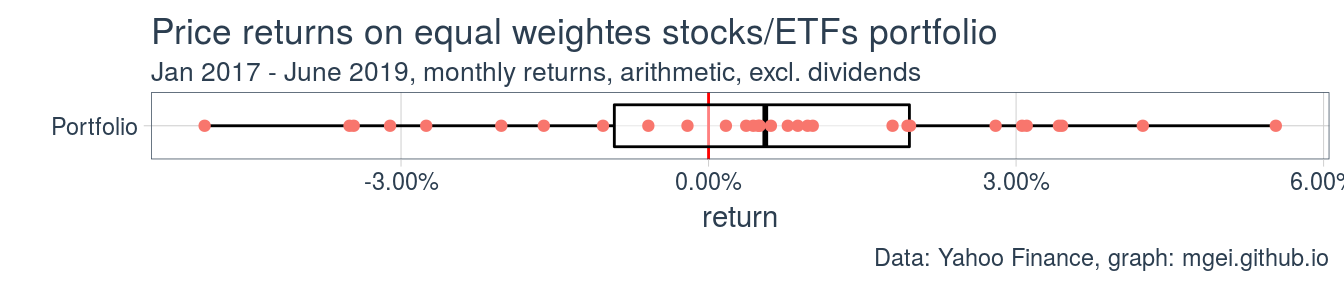 Price returns on equal weightes stocks/ETFs portfolio
Jan 2017 - June 2019, monthly returns, arithmetic, excl. dividends
Portfolio
-3.00% 0.00% 3.00% 6.00%
return
Data: Yahoo Finance, graph: mgei.github.io